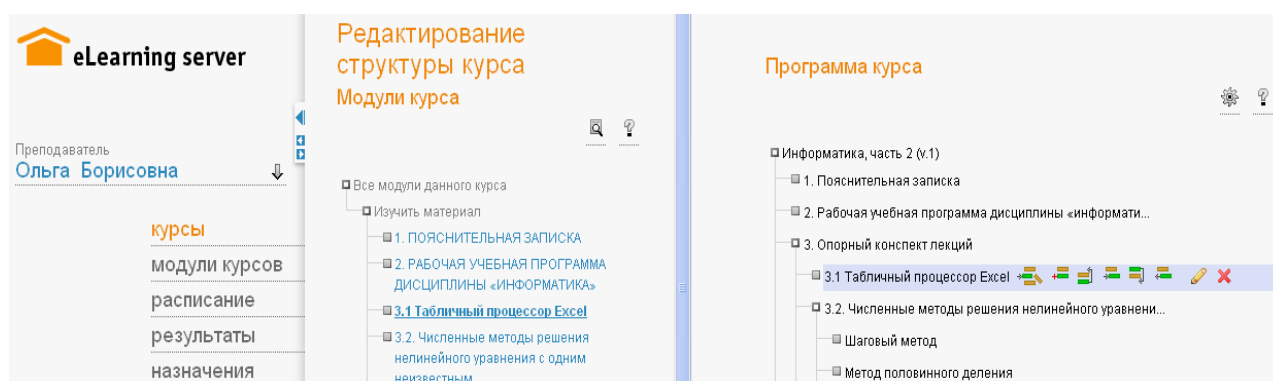 eLearning server
Преподаватель
Ольга Борисовна
курсы
модули курсов
расписание
результаты
назначения
Редактирование
структуры курса
Модули курса
Все модули данного курса
Изучить материал
1. ПОЯСНИТЕЛЬНАЯ ЗАПИСКА
2. РАБОЧАЯ УЧЕБНАЯ ПРОГРАММА
ДИСЦИПЛИНЫ «ИНФОРМАТИКА»
3.1 Табличный процессор Excel
3.2. Численные методы решения
нелинейного уравнения с одним
неизвестным
Программа курса
Информатика, часть 2 (v.1)
1. Пояснительная записка
2. Рабочая учебная программа дисциплины «информати...
3. Опорный конспект лекций
3.1 Табличный процессор Excel
3.2. Численные методы решения нелинейного уравнени...
Шаговый метод
Метод половинного деления